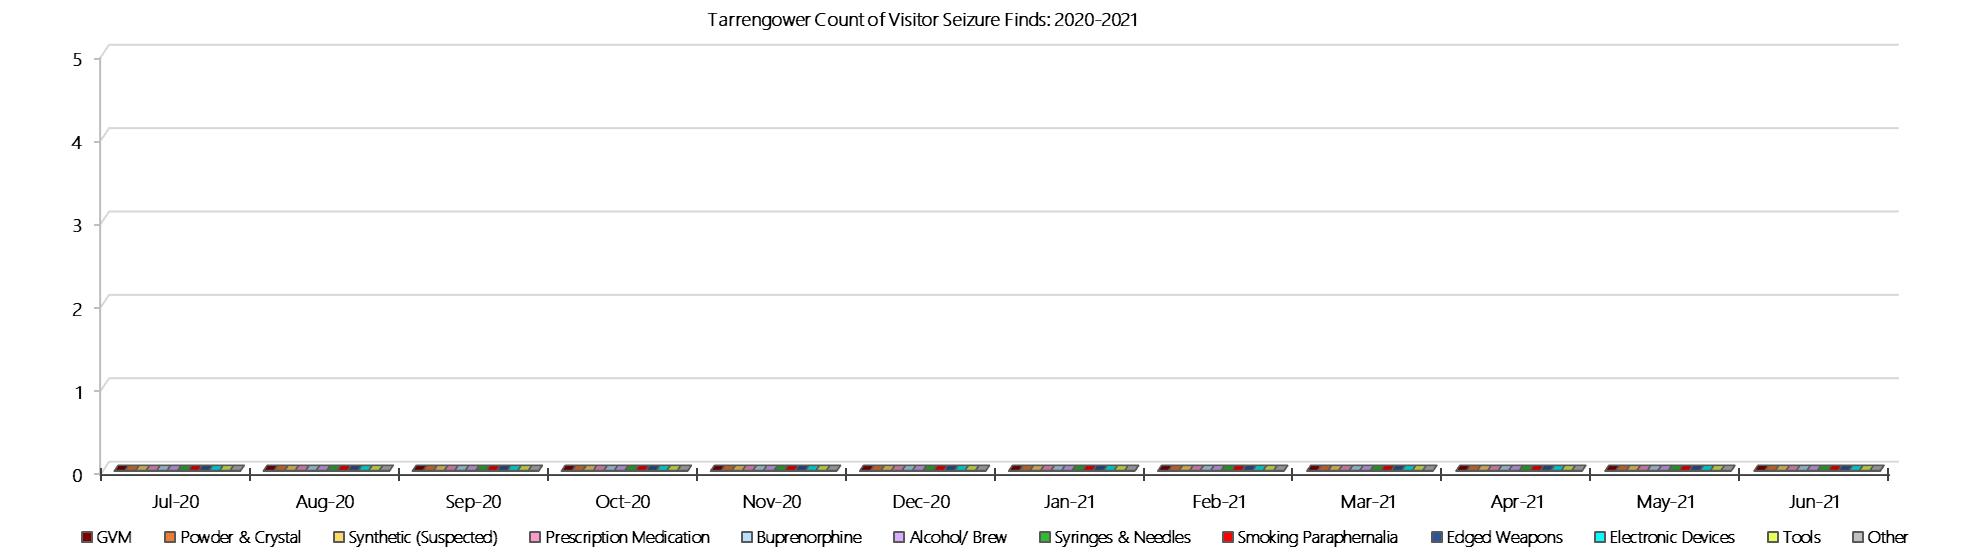 Tarrengower Count of Visitor Seizure Finds: 2020-2021
5
4
3
2
1
0
Jul-20 Aug-20 Sep-20 Oct-20 Nov-20 Dec-20 Jan-21 Feb-21 Mar-21 Apr-21 May-21 Jun-21
GVM Powder & Crystal Synthetic (Suspected) Prescription Medication Buprenorphine Alcohol/ Brew Syringes & Needles Smoking Paraphernalia Edged Weapons Electronic Devices Tools Other